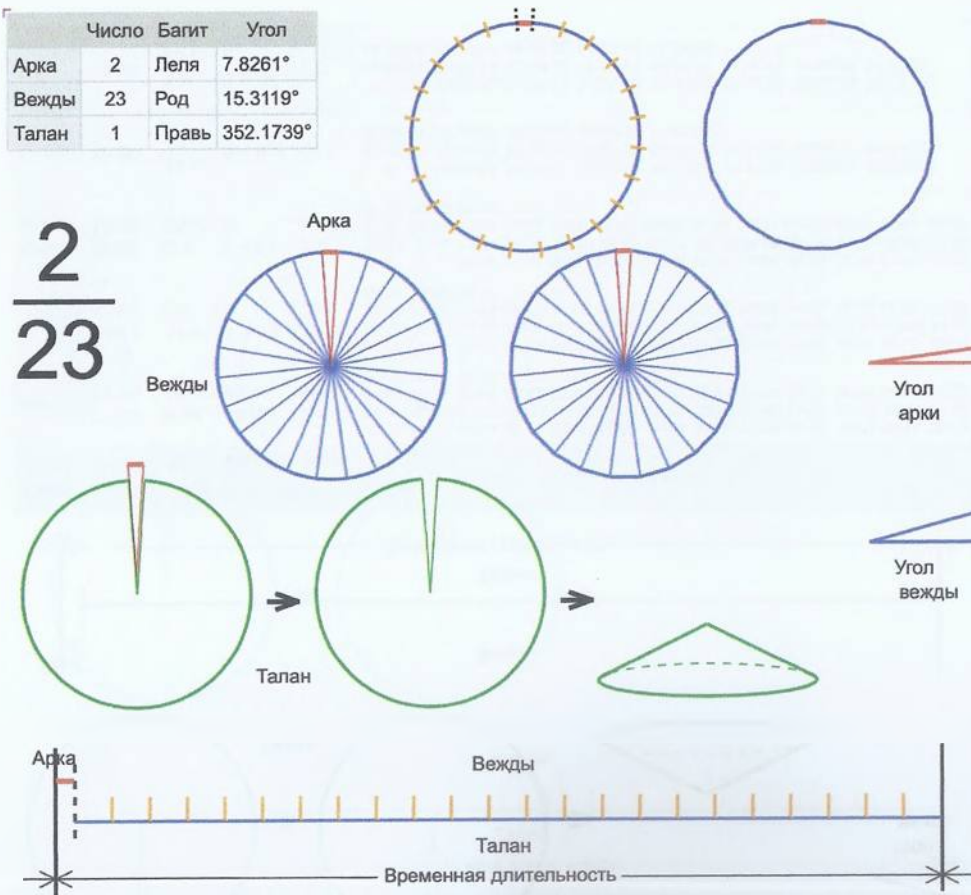 Число Багит Угол
Арка 2 Леля 7.8261°
Вежды 23 Род 15.3119°
Талан 1 Правь 352.1739°
2
23
Арка
Вежды
Угол
арки
Угол
вежды
Талан
Арка
Вежды
Талан
Временная длительность